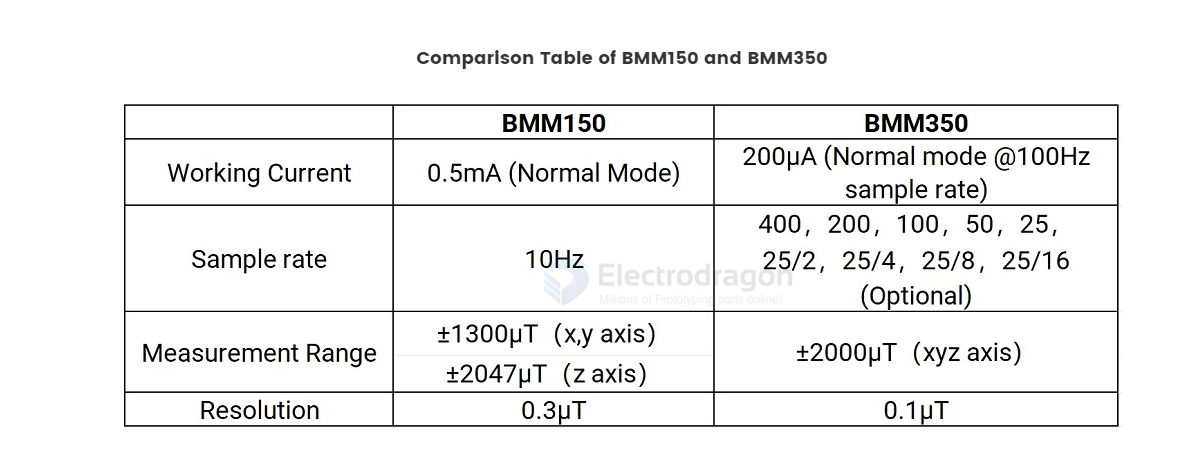 Comparison Table of BMM150 and BMM350
BMM150 BMM350
Working Current 0.5mA (Normal Mode) 200μA (Normal mode @100Hz
sample rate)
Sample rate 10Hz 400，200，100，50，25，
25/2，25/4，25/8，25/16
(Optional)
Electrodragon
Millions of Prototyping parts online!
Measurement Range ±1300μT（x,y axis）
±2047μT（z axis）
±2000μT（xyz axis）
Resolution 0.3μT 0.1μT